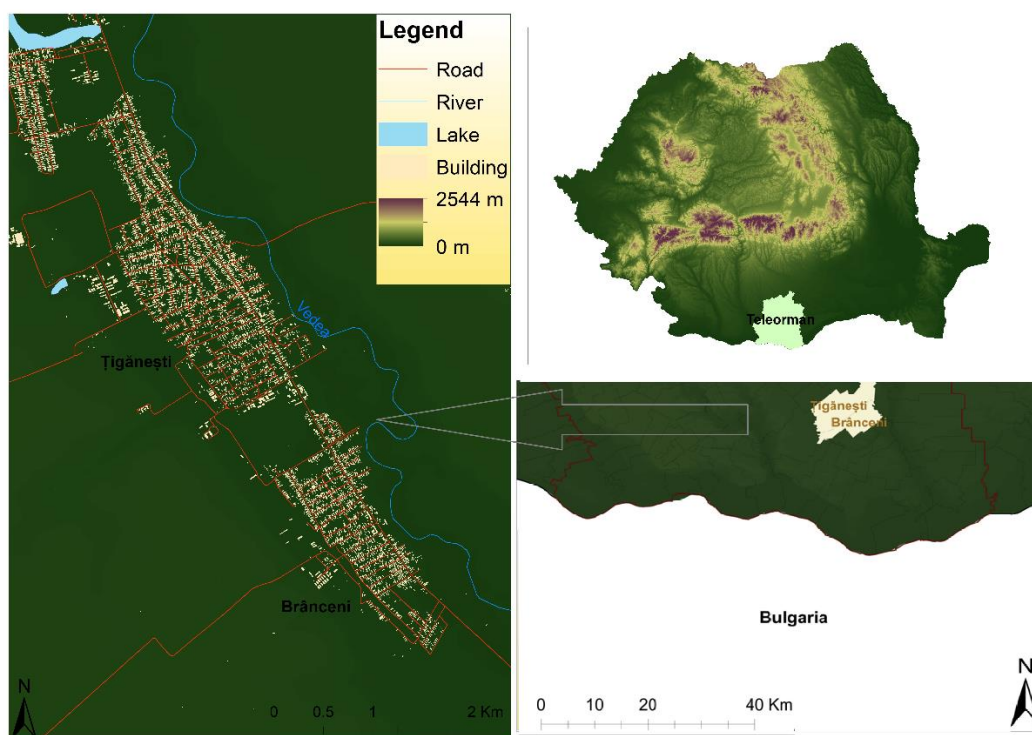 Legend
Road
River
Lake
Building
2544 m
0 m
Vedea
Țigănești
Brânceni
N
0 0.5 1 2 Km
Teleorman
Țigănești
Brânceni
Bulgaria
N
0 10 20 40 Km